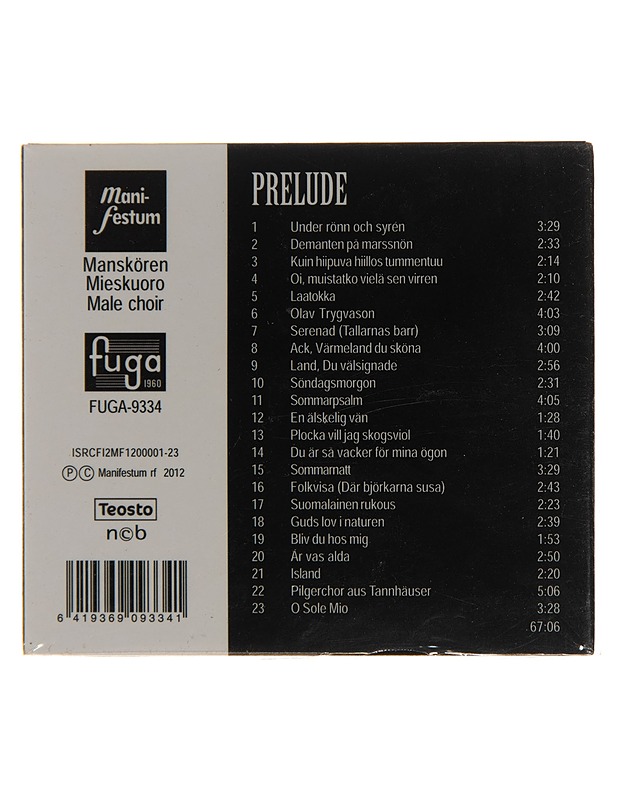 Mani-
festum
Manskören
Mieskuoro
Male choir
fuga
1960
FUGA-9334
ISRCFI2MF1200001-23
Ⓟ© Manifestum rf 2012
Teosto
n©b
6 419369 093341
PRELUDE
1 Under rönn och syrén 3:29
2 Demanten på marssnön 2:33
3 Kuin hiipuva hiillos tummentuu 2:14
4 Oi, muistatko vielä sen virren 2:10
5 Laatokka 2:42
6 Olav Trygvason 4:03
7 Serenad (Tallarnas barr) 3:09
8 Ack, Värmeland du sköna 4:00
9 Land, Du välsignade 2:56
10 Söndagsmorgon 2:31
11 Sommarpsalm 4:05
12 En älskelig vän 1:28
13 Plocka vill jag skogsviol 1:40
14 Du är så vacker för mina ögon 1:21
15 Sommarnatt 3:29
16 Folkvisa (Där björkarna susa) 2:43
17 Suomalainen rukous 2:23
18 Guds lov i naturen 2:39
19 Bliv du hos mig 1:53
20 Ár vas alda 2:50
21 Island 2:20
22 Pilgerchor aus Tannhäuser 5:06
23 O Sole Mio 3:28
67:06